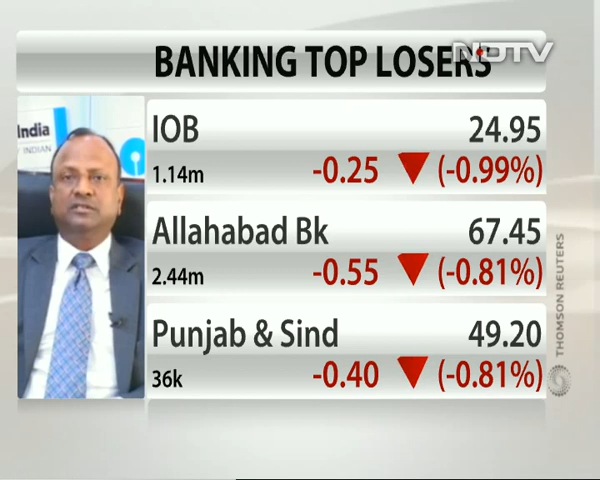 BANKING TOP LOSERS
NDTV
India
Y INDIAN
IOB 24.95
1.14m -0.25 ▼ (-0.99%)
Allahabad Bk 67.45
2.44m -0.55 ▼ (-0.81%)
Punjab & Sind 49.20
36k -0.40 ▼ (-0.81%)
THOMSON REUTERS